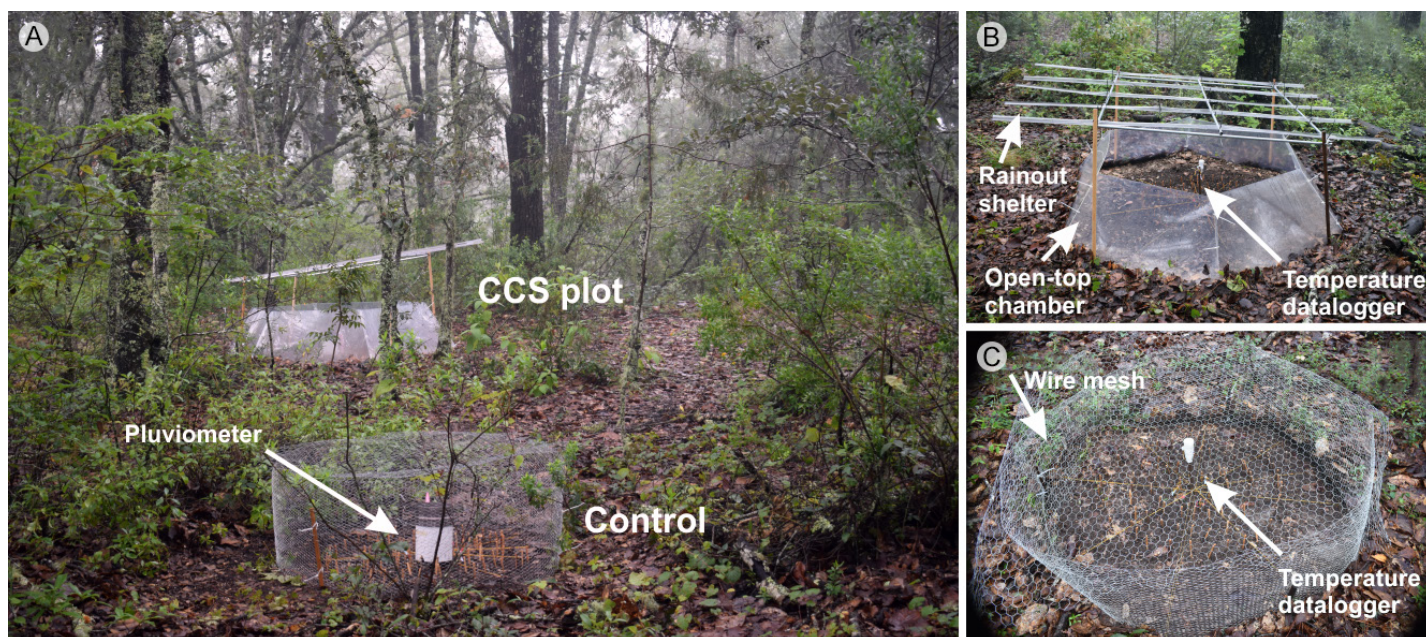 A
CCS plot
Pluviometer
Control
B
Rainout
shelter
Open-top
chamber
Temperature
datalogger
C
Wire mesh
Temperature
datalogger